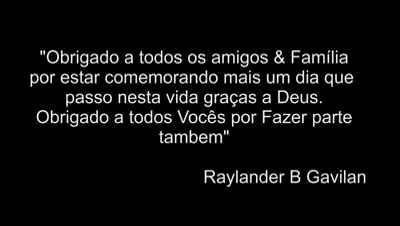 "Obrigado a todos os amigos & Família
por estar comemorando mais um dia que
passo nesta vida graças a Deus.
Obrigado a todos Vocês por Fazer parte
tambem"
Raylander B Gavilan